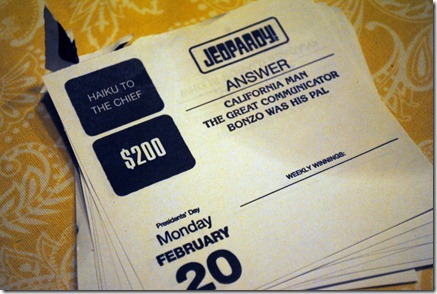 JEOPARDY!
HAIKU TO
THE CHIEF
$200
ANSWER
CALIFORNIA MAN
THE GREAT COMMUNICATOR
BONZO WAS HIS PAL
WEEKLY WINNINGS:
Presidents' Day
Monday
FEBRUARY
20